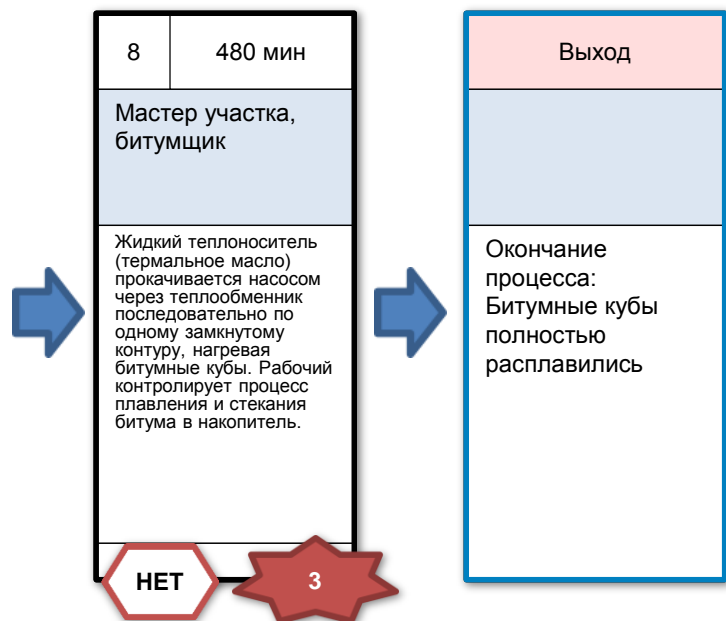 8
480 мин
Мастер участка,
битумщик
Жидкий теплоноситель
(термальное масло)
прокачивается насосом
через теплообменник
последовательно по
одному замкнутому
контуру, нагревая
битумные кубы. Рабочий
контролирует процесс
плавления и стекания
битума в накопитель.
НЕТ
3
Выход
Окончание
процесса:
Битумные кубы
полностью
расплавились